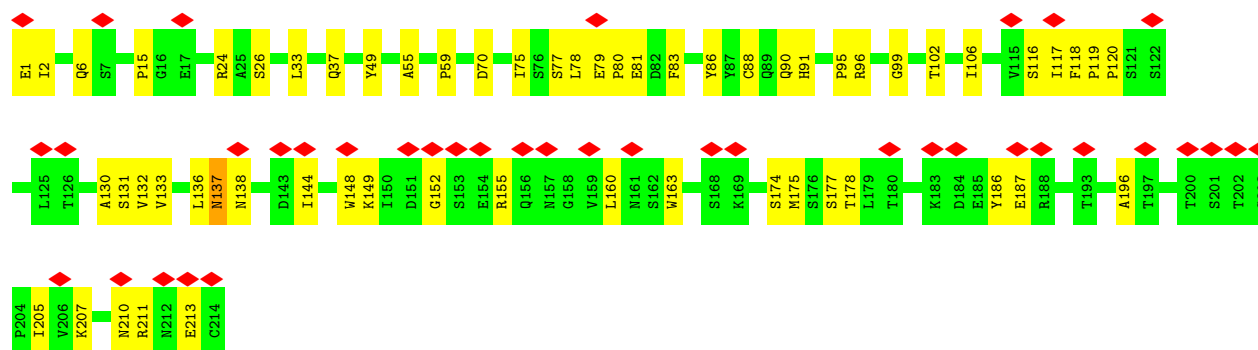 E1 I2 Q6 S7 P15 G16 E17 R24 A25 S26 L33 Q37 Y49 A55 P59 D70 I75 S76 S77 L78 E79 P80 E81 D82 F83 Y86 Y87 C88 Q89 Q90 H91 P95 R96 G99 T102 I106 V115 S116 I117 F118 P119 P120 S121 S122
L125 T126 A130 S131 V132 V133 L136 N137 N138 D143 I144 W148 K149 I150 D151 G152 S153 E154 R155 Q156 N157 G158 V159 L160 N161 S162 W163 S168 K169 S174 M175 S176 S177 T178 L179 T180 K183 D184 E185 Y186 E187 R188 T193 A196 T197 T200 S201 T202
P204 I205 V206 K207 N210 R211 N212 E213 C214